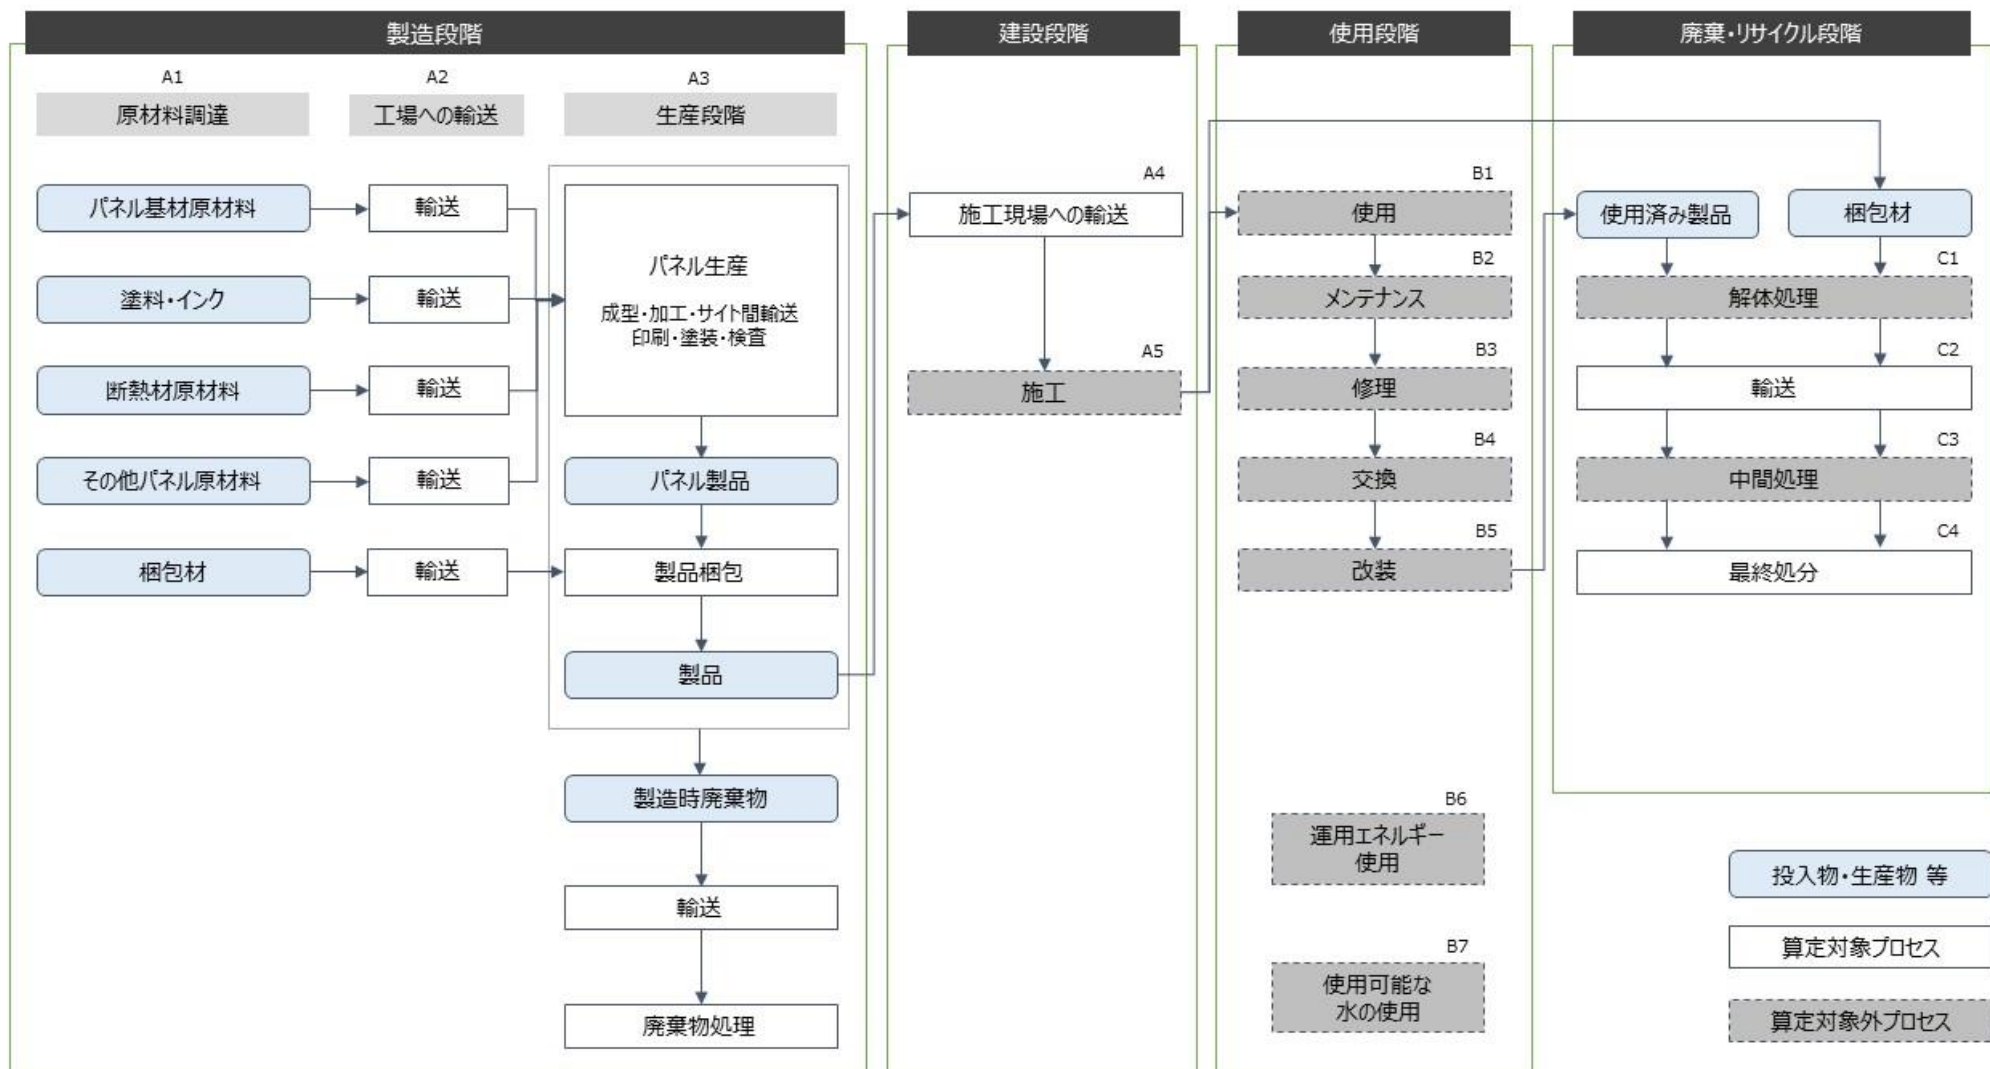 製造段階
A1
原材料調達
A2
工場への輸送
A3
生産段階
パネル基材原材料
輸送
塗料・インク
輸送
断熱材原材料
輸送
その他パネル原材料
輸送
梱包材
輸送
パネル生産
成型・加工・サイト間輸送
印刷・塗装・検査
パネル製品
製品梱包
製品
製造時廃棄物
輸送
廃棄物処理
建設段階
A4
施工現場への輸送
A5
施工
使用段階
B1
使用
B2
メンテナンス
B3
修理
B4
交換
B5
改装
B6
運用エネルギー
使用
B7
使用可能な
水の使用
廃棄・リサイクル段階
使用済み製品
梱包材
C1
解体処理
C2
輸送
C3
中間処理
C4
最終処分
投入物・生産物 等
算定対象プロセス
算定対象外プロセス